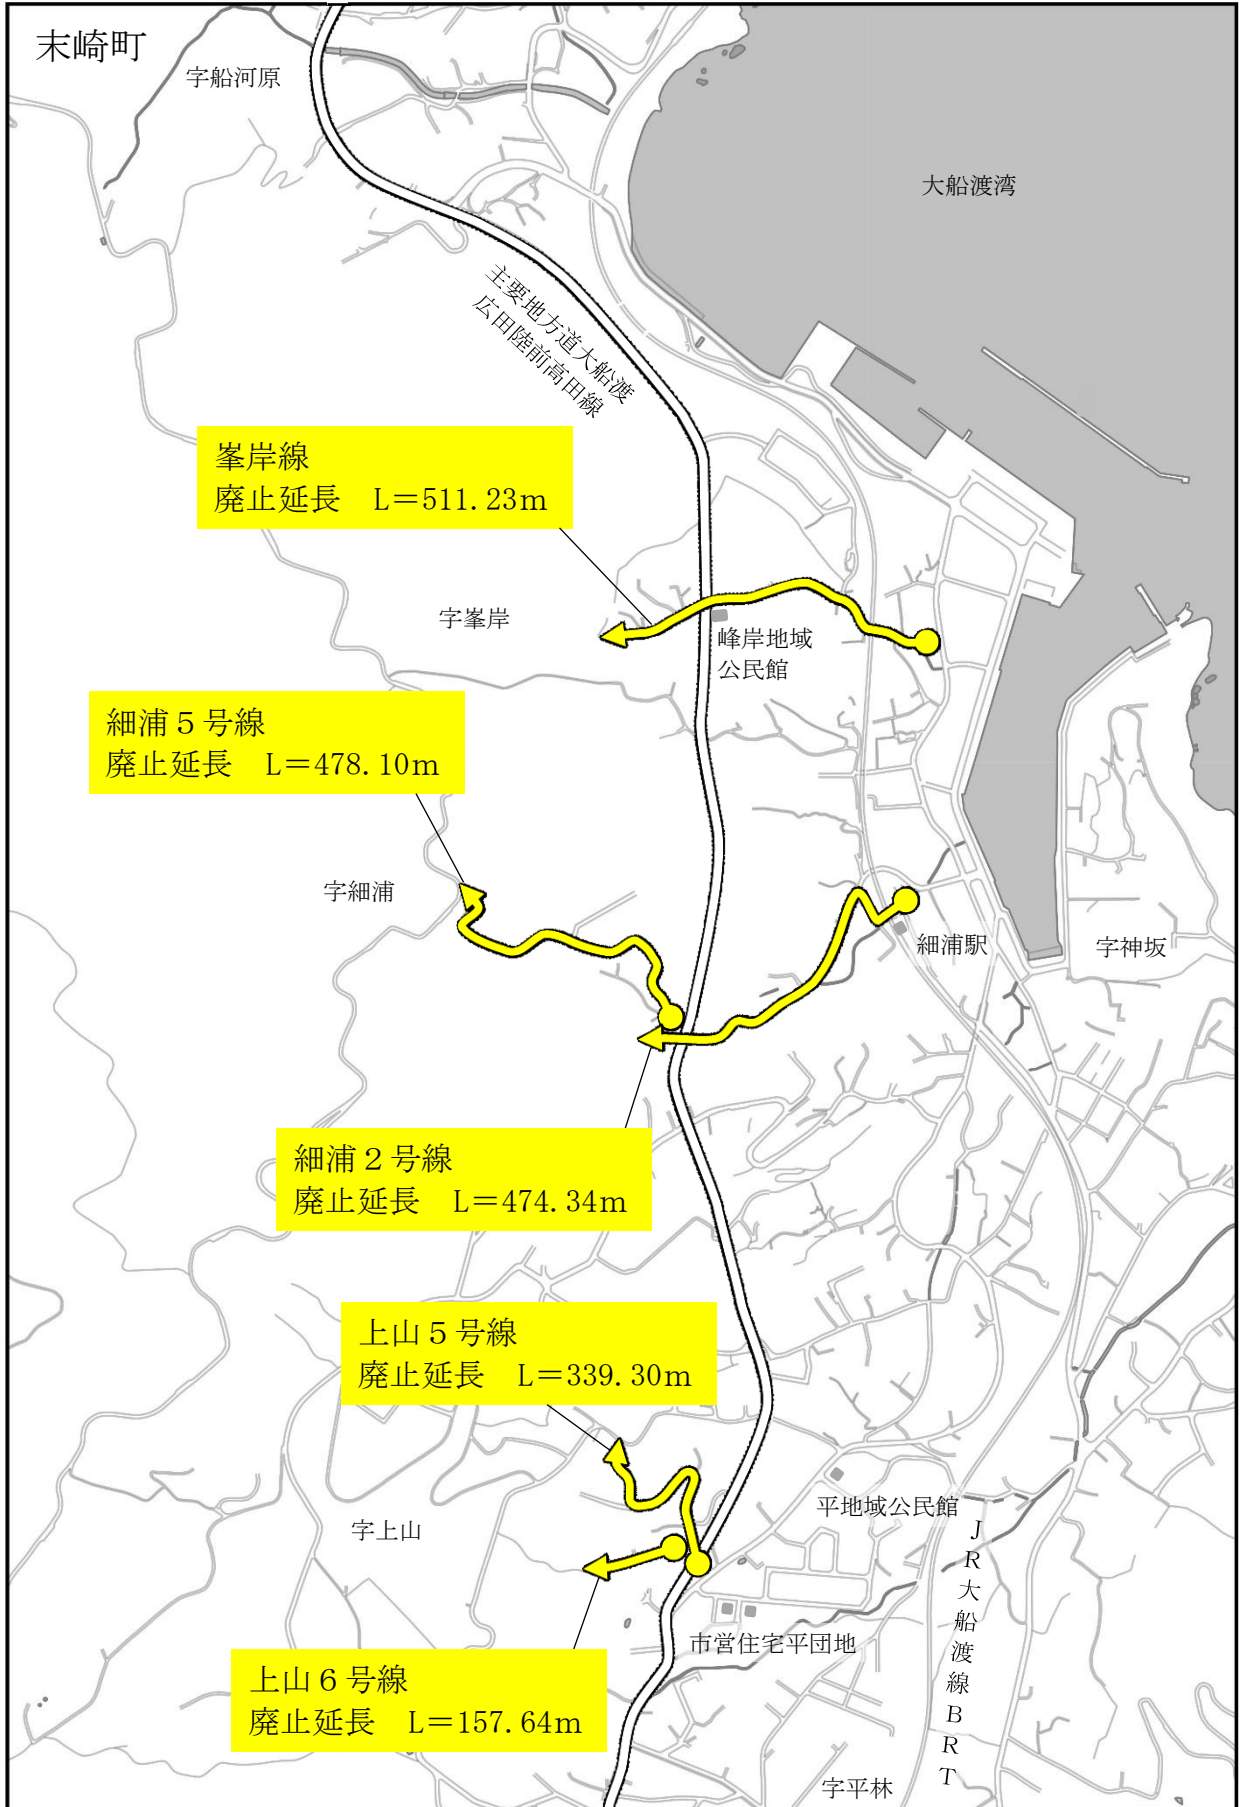 末崎町
字船河原
大船渡湾
主要地方道大船渡
広田陸前高田線
峯岸線
廃止延長　L＝511.23m
字峯岸
峰岸地域
公民館
細浦５号線
廃止延長　L＝478.10m
字細浦
細浦駅
字神坂
細浦２号線
廃止延長　L＝474.34m
上山５号線
廃止延長　L＝339.30m
平地域公民館
字上山
JR大船渡線BRT
市営住宅平団地
上山６号線
廃止延長　L＝157.64m
字平林